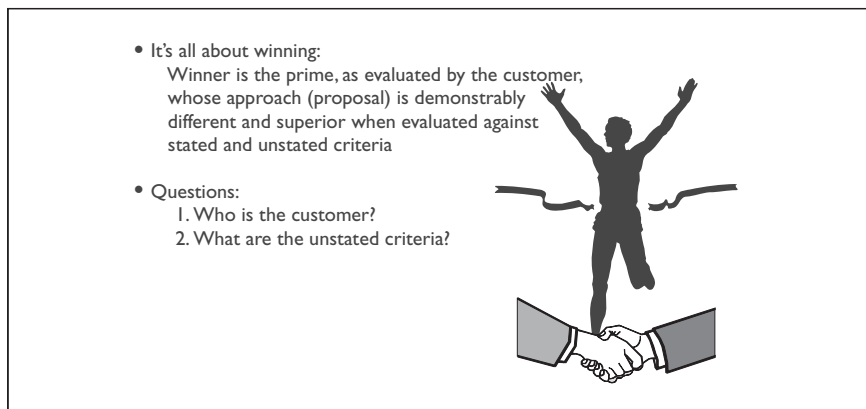 • It's all about winning:
Winner is the prime, as evaluated by the customer,
whose approach (proposal) is demonstrably
different and superior when evaluated against
stated and unstated criteria
• Questions:
1. Who is the customer?
2. What are the unstated criteria?